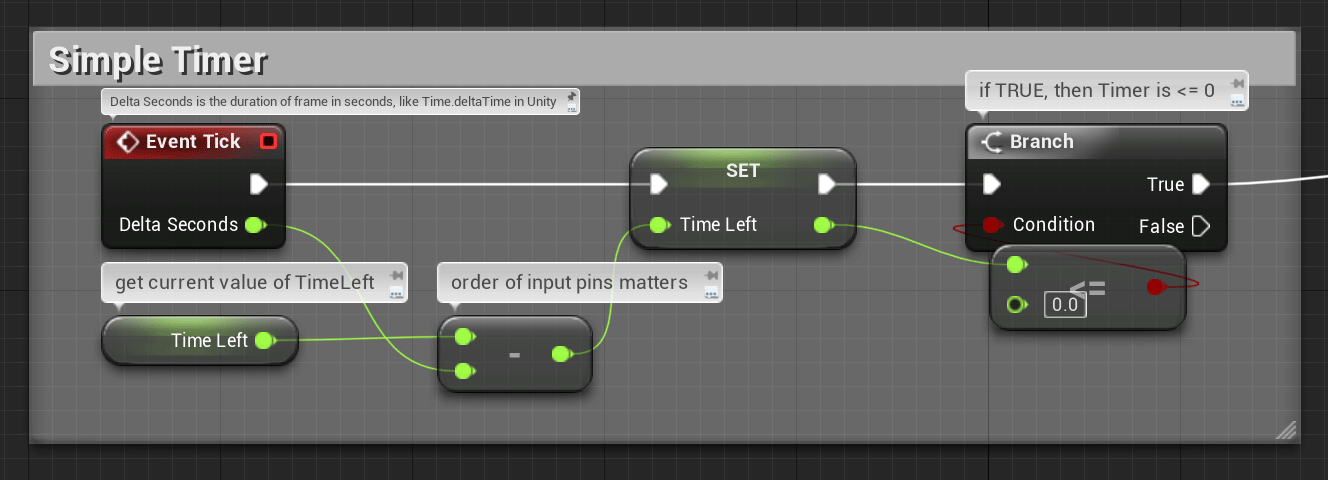 Simple Timer
Delta Seconds is the duration of frame in seconds, like Time.deltaTime in Unity
if TRUE, then Timer is <= 0
Event Tick
Delta Seconds
SET
Time Left
Branch
True
Condition
False
get current value of TimeLeft
order of input pins matters
Time Left
-
<=
0.0